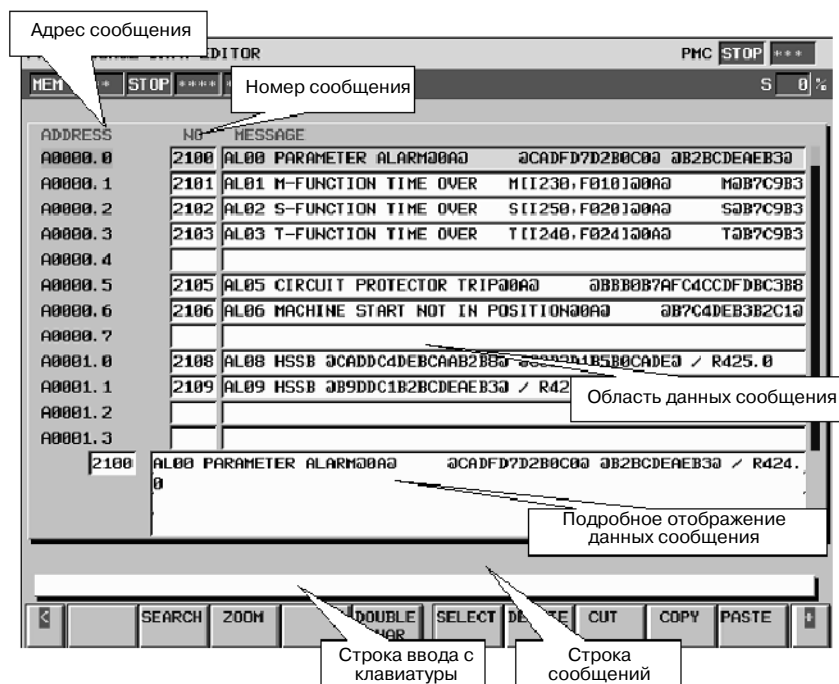 Адрес сообщения
EDITOR PMC STOP ***
MEM STOP **** S 0 %
Номер сообщения
ADDRESS NO MESSAGE
A0000.0 2100 AL00 PARAMETER ALARM@0A@ @CADFD7D2B0C0@ @B2BCDEAEB3@
A0000.1 2101 AL01 M-FUNCTION TIME OVER M[I230,F010]@0A@ M@B7C9B3
A0000.2 2102 AL02 S-FUNCTION TIME OVER S[I250,F020]@0A@ S@B7C9B3
A0000.3 2103 AL03 T-FUNCTION TIME OVER T[I240,F024]@0A@ T@B7C9B3
A0000.4
A0000.5 2105 AL05 CIRCUIT PROTECTOR TRIP@0A@ @BBB0B7AFC4CCDFDBC3B8
A0000.6 2106 AL06 MACHINE START NOT IN POSITION@0A@ @B7C4DEB3B2C1@
A0000.7
A0001.0 2108 AL08 HSSB @CADDC4DEBCAAB2B8@ / R425.0
A0001.1 2109 AL09 HSSB @B9DDC1B2BCDEAEB3@ / R42
Область данных сообщения
A0001.2
A0001.3
2100 AL00 PARAMETER ALARM@0A@ @CADFD7D2B0C0@ @B2BCDEAEB3@ / R424.
0
Подробное отображение
данных сообщения
< SEARCH ZOOM DOUBLE SELECT CUT COPY PASTE +
Строка ввода с
клавиатуры
Строка
сообщений